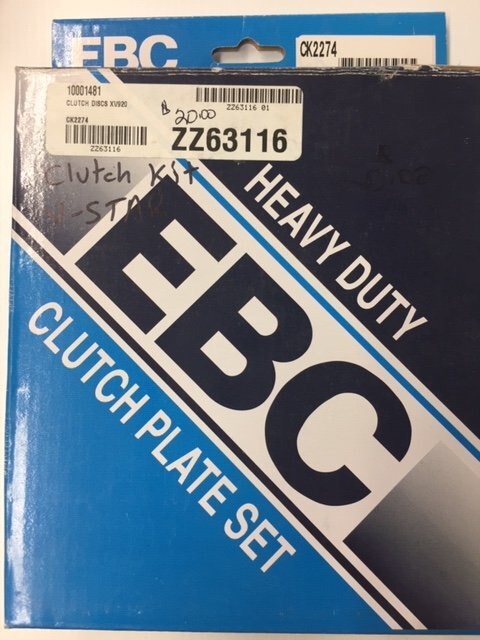 EBC
CK2274
10001481
CLUTCH DISCS XV920
$20.00
ZZ63116 01
CK2274
ZZ63116
ZZ63116
Clutch Kit
V-STAR
HEAVY DUTY
EBC
CLUTCH PLATE SET